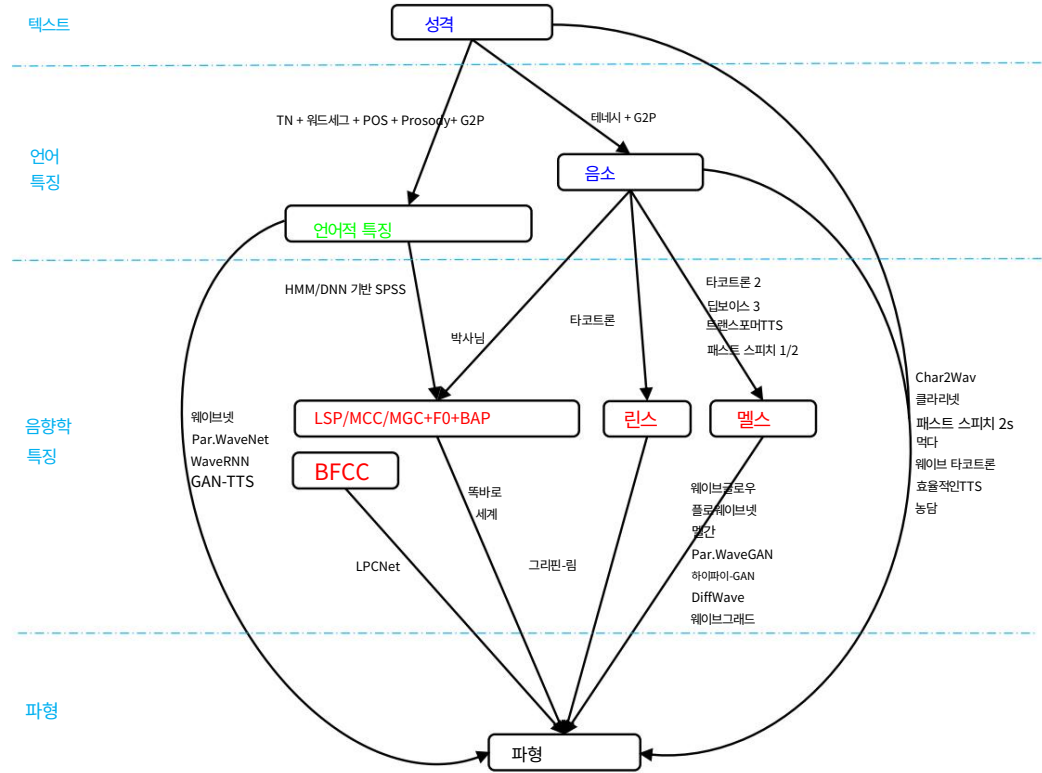 텍스트
성격
TN + 워드세그 + POS + Prosody+ G2P
테네시 + G2P
언어
특징
음소
언어적 특징
HMM/DNN 기반 SPSS
박사님
타코트론
타코트론 2
딥보이스 3
트랜스포머TTS
패스트 스피치 1/2
음향학
특징
웨이브넷
Par.WaveNet
WaveRNN
GAN-TTS
LSP/MCC/MGC+F0+BAP
린스
멜스
BFCC
Char2Wav
클라리넷
패스트 스피치 2s
먹다
웨이브 타코트론
효율적인TTS
농담
똑바로
세계
LPCNet
그리핀-림
웨이브글로우
플로웨이브넷
멜간
Par.WaveGAN
하이파이-GAN
DiffWave
웨이브그래드
파형
파형